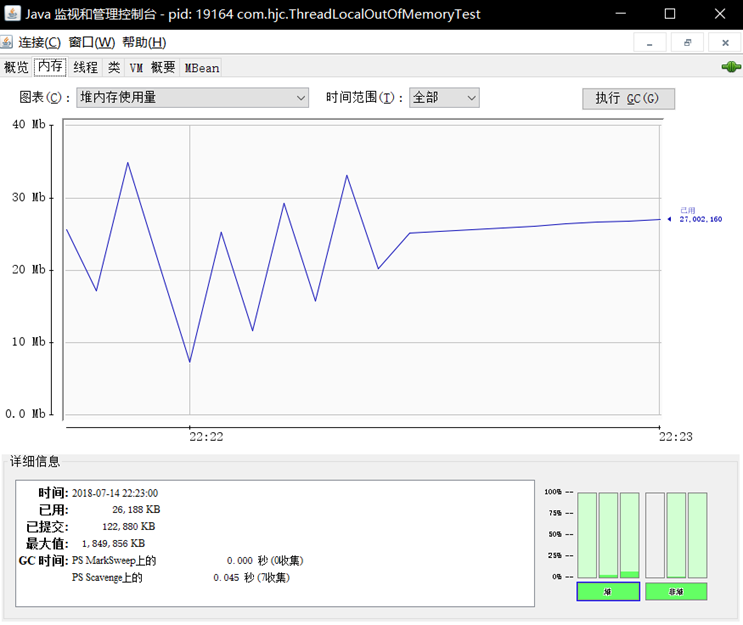 Java 监视和管理控制台 - pid: 19164 com.hjc.ThreadLocalOutOfMemoryTest
连接(C) 窗口(W) 帮助(H)
概览 内存 线程 类 VM 概要 MBean
图表(C): 堆内存使用量 时间范围(T): 全部 执行 GC(G)
40 Mb
30 Mb
已用
27,002,160
20 Mb
10 Mb
0.0 Mb
22:22 22:23
详细信息
时间: 2018-07-14 22:23:00
已用: 26,188 KB
已提交: 122,880 KB
最大值: 1,849,856 KB
GC 时间: PS MarkSweep上的 0.000 秒 (0收集)
PS Scavenge上的 0.045 秒 (7收集)
100% --
75% --
50% --
25% --
0% --
堆 非堆